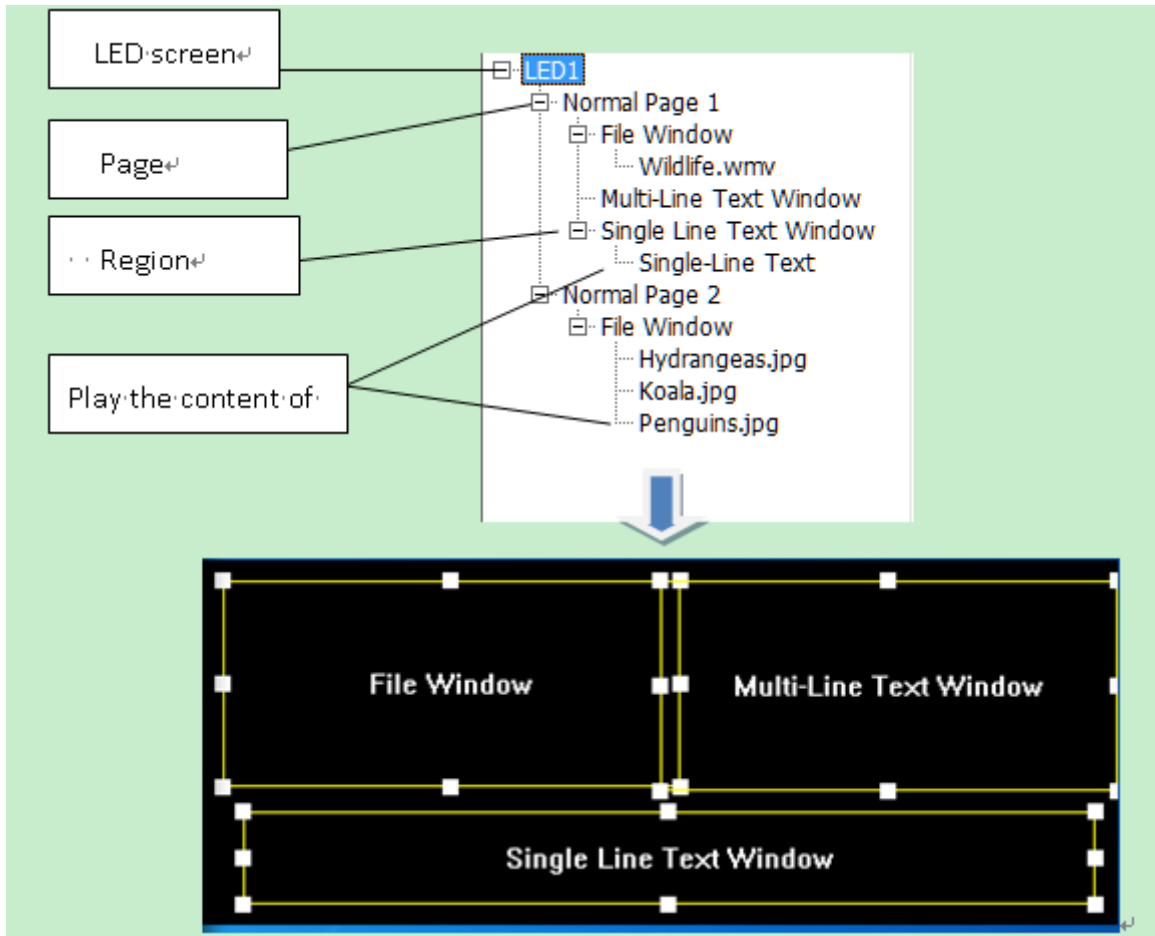 LED screen
Page
Region
Play the content of
LED1
Normal Page 1
File Window
Wildlife.wmv
Multi-Line Text Window
Single Line Text Window
Single-Line Text
Normal Page 2
File Window
Hydrangeas.jpg
Koala.jpg
Penguins.jpg
File Window
Multi-Line Text Window
Single Line Text Window